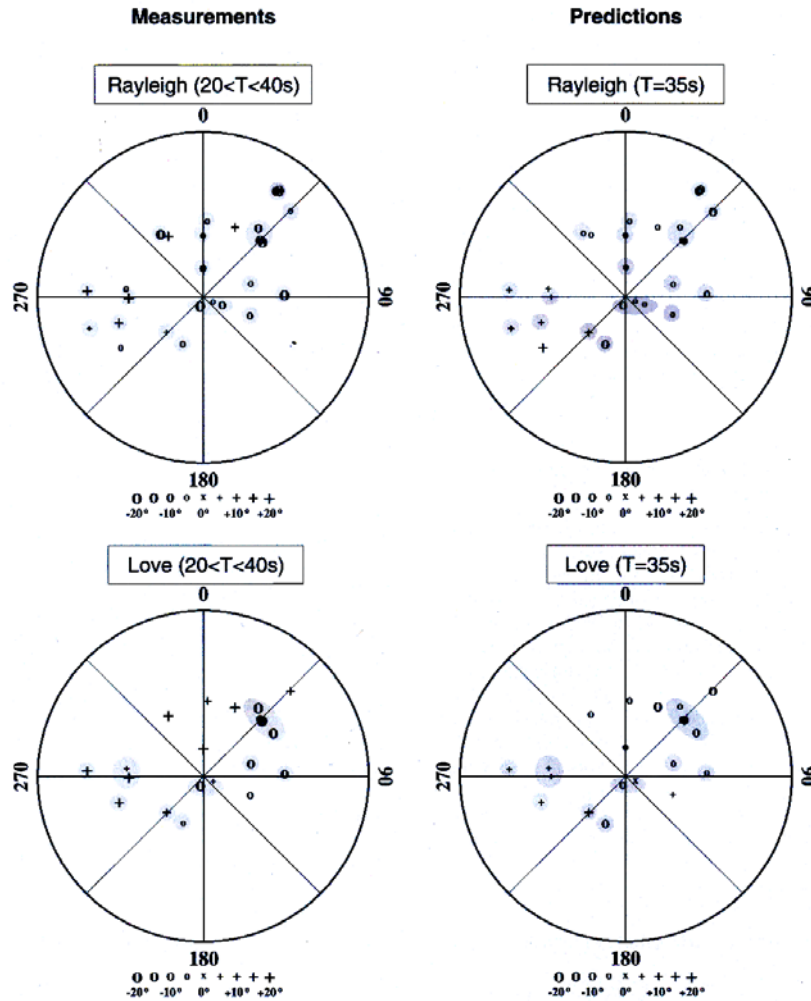 Measurements
Predictions
Rayleigh (20<T<40s)
Rayleigh (T=35s)
0
0
270
90
270
90
180
180
o o o o x + + + + +
-20° -10° 0° +10° +20°
o o o o x + + + + +
-20° -10° 0° +10° +20°
Love (20<T<40s)
Love (T=35s)
0
0
270
90
270
90
180
180
o o o o x + + + + +
-20° -10° 0° +10° +20°
o o o o x + + + + +
-20° -10° 0° +10° +20°